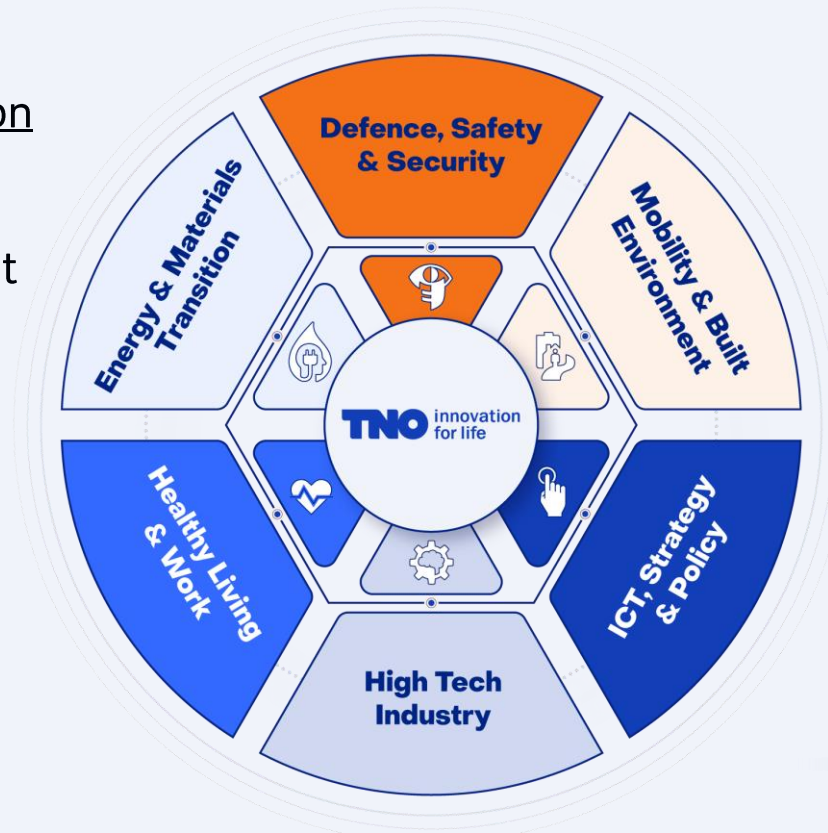 Defence, Safety
& Security
Mobility & Built
Environment
ICT, Strategy
& Policy
High Tech
Industry
Healthy Living
& Work
Energy & Materials
Transition
TNO innovation
for life
on
t